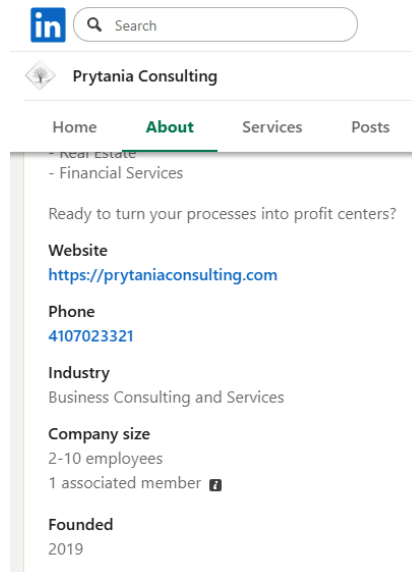 in
Search
Prytania Consulting
Home About Services Posts
- Real Estate
- Financial Services
Ready to turn your processes into profit centers?
Website
https://prytaniaconsulting.com
Phone
4107023321
Industry
Business Consulting and Services
Company size
2-10 employees
1 associated member
Founded
2019